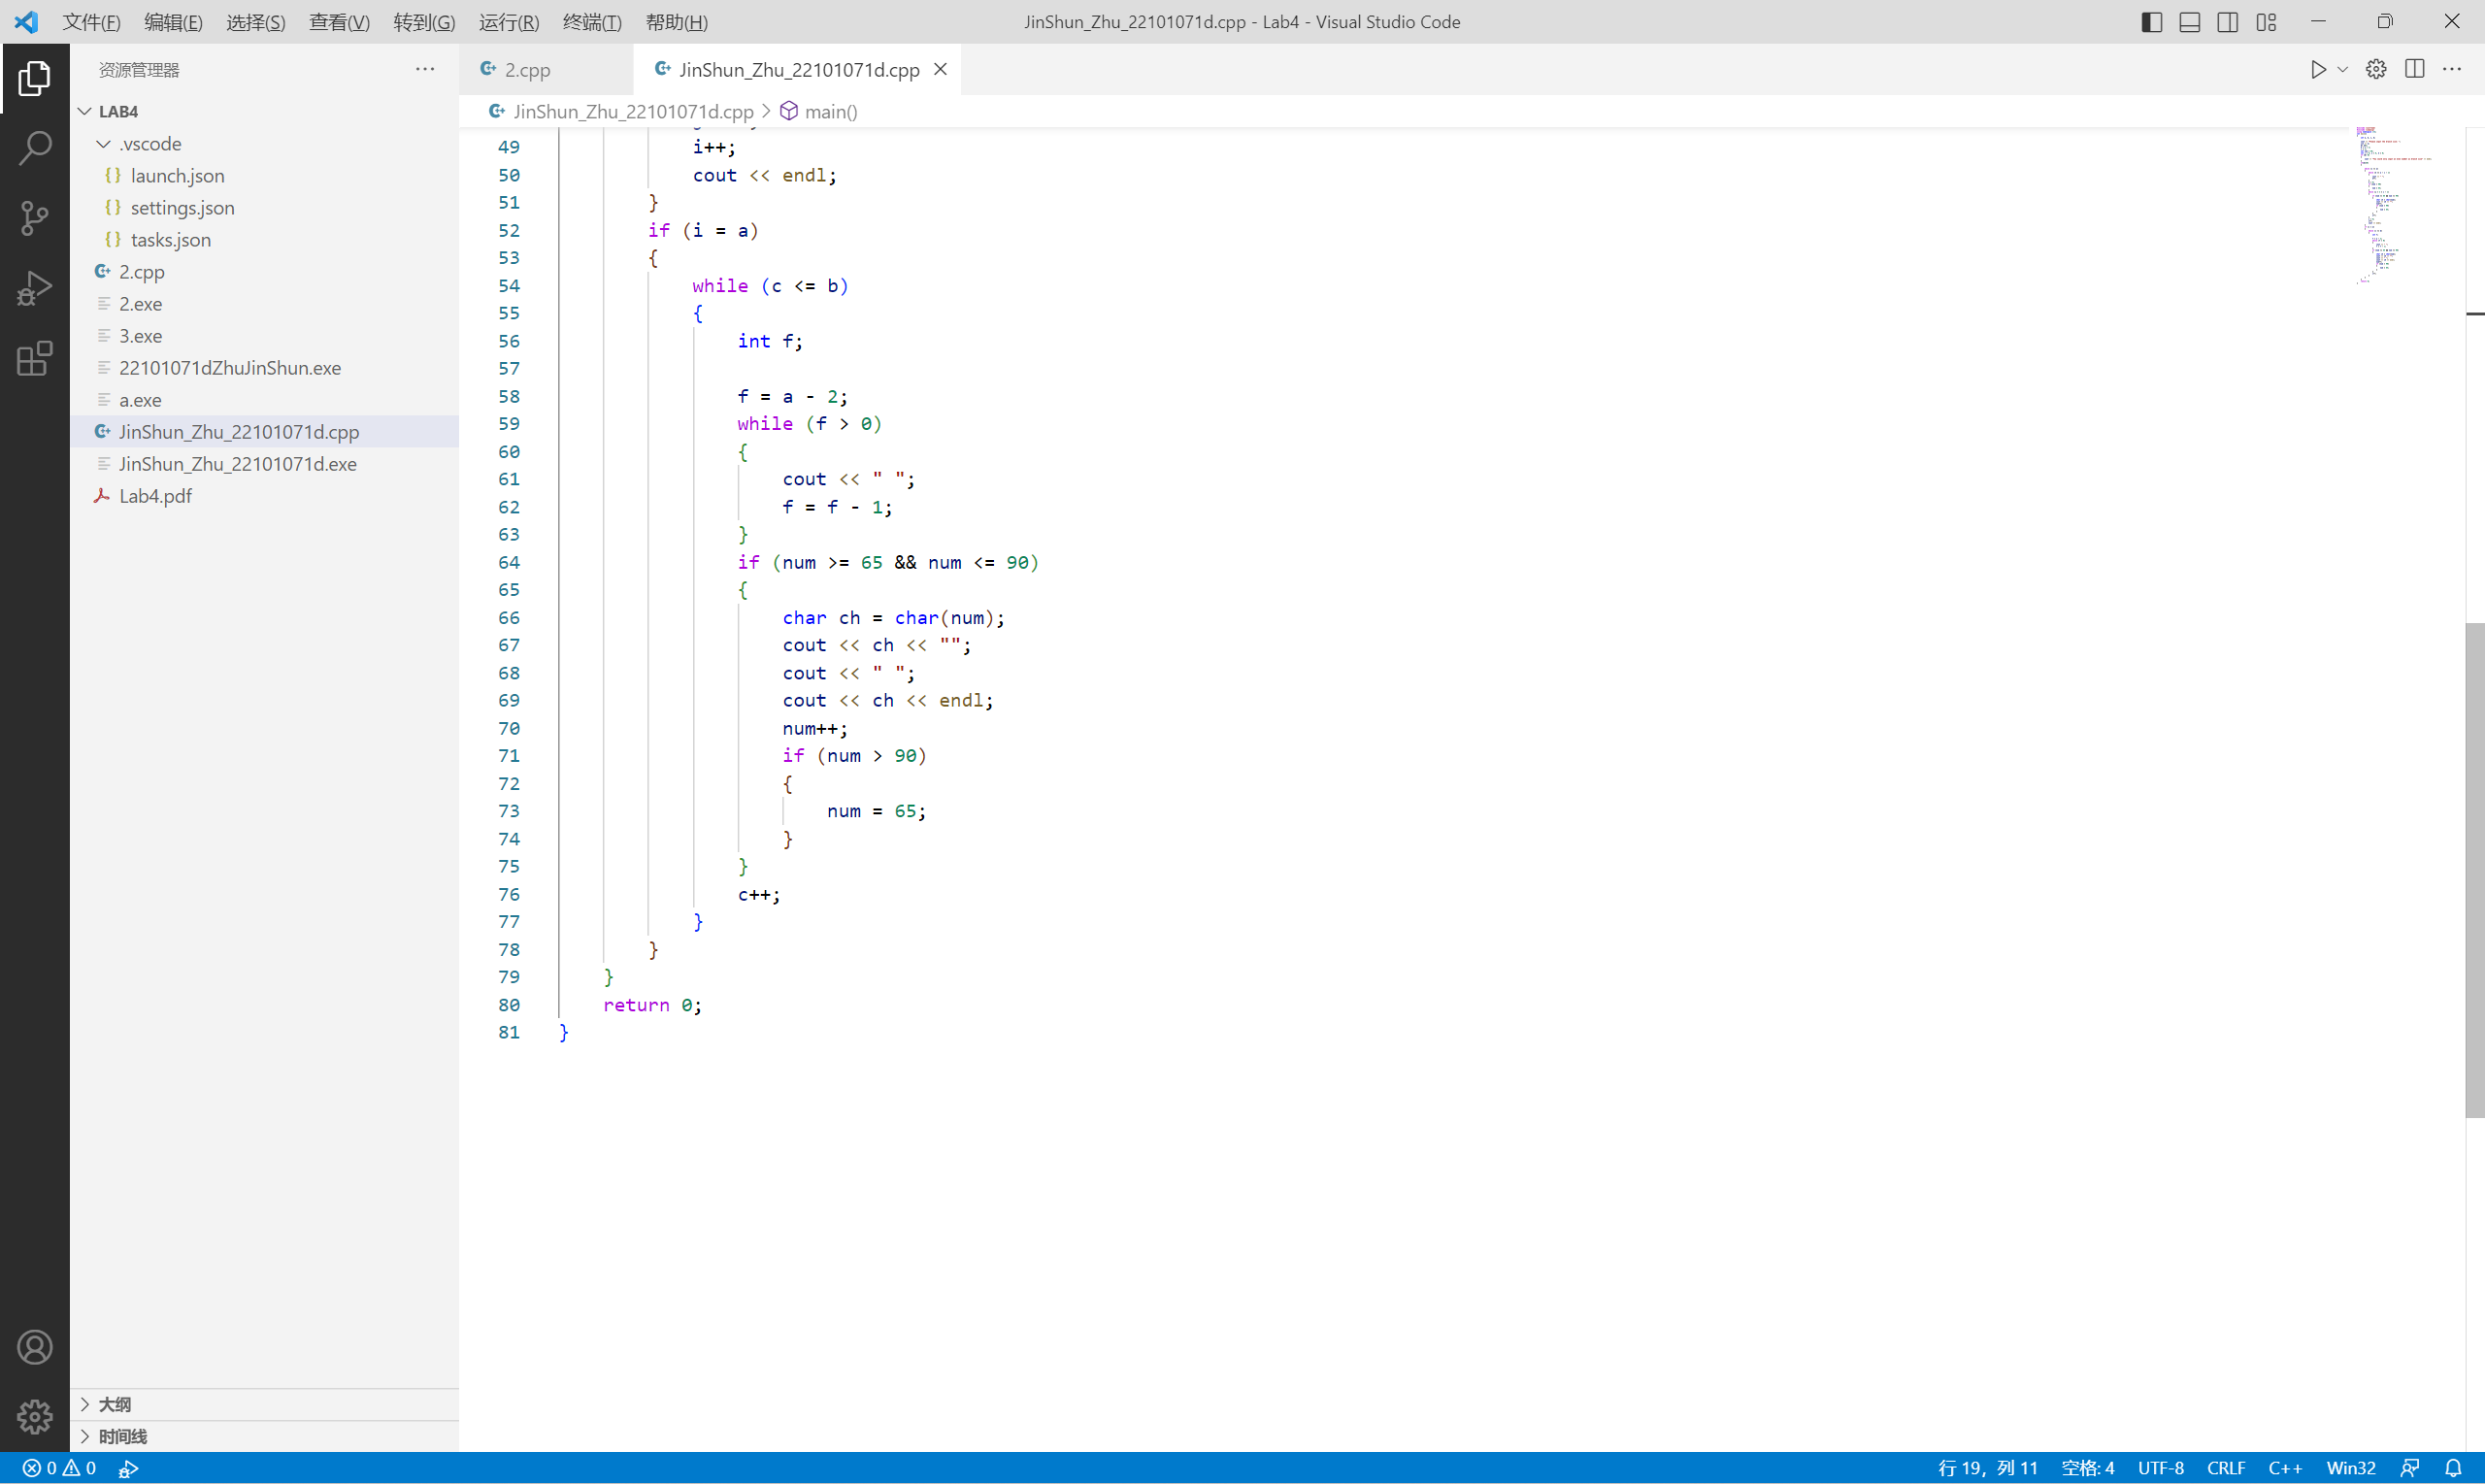 文件(F) 编辑(E) 选择(S) 查看(V) 转到(G) 运行(R) 终端(T) 帮助(H) JinShun_Zhu_22101071d.cpp - Lab4 - Visual Studio Code
资源管理器
LAB4
.vscode
launch.json
settings.json
tasks.json
2.cpp
2.exe
3.exe
22101071dZhuJinShun.exe
a.exe
JinShun_Zhu_22101071d.cpp
JinShun_Zhu_22101071d.exe
Lab4.pdf
大纲
时间线
2.cpp JinShun_Zhu_22101071d.cpp
JinShun_Zhu_22101071d.cpp > main()
49 i++;
50 cout << endl;
51 }
52 if (i = a)
53 {
54 while (c <= b)
55 {
56 int f;
57
58 f = a - 2;
59 while (f > 0)
60 {
61 cout << " ";
62 f = f - 1;
63 }
64 if (num >= 65 && num <= 90)
65 {
66 char ch = char(num);
67 cout << ch << "";
68 cout << " ";
69 cout << ch << endl;
70 num++;
71 if (num > 90)
72 {
73 num = 65;
74 }
75 }
76 c++;
77 }
78 }
79 }
80 return 0;
81 }
0 0 行 19，列 11 空格: 4 UTF-8 CRLF C++ Win32